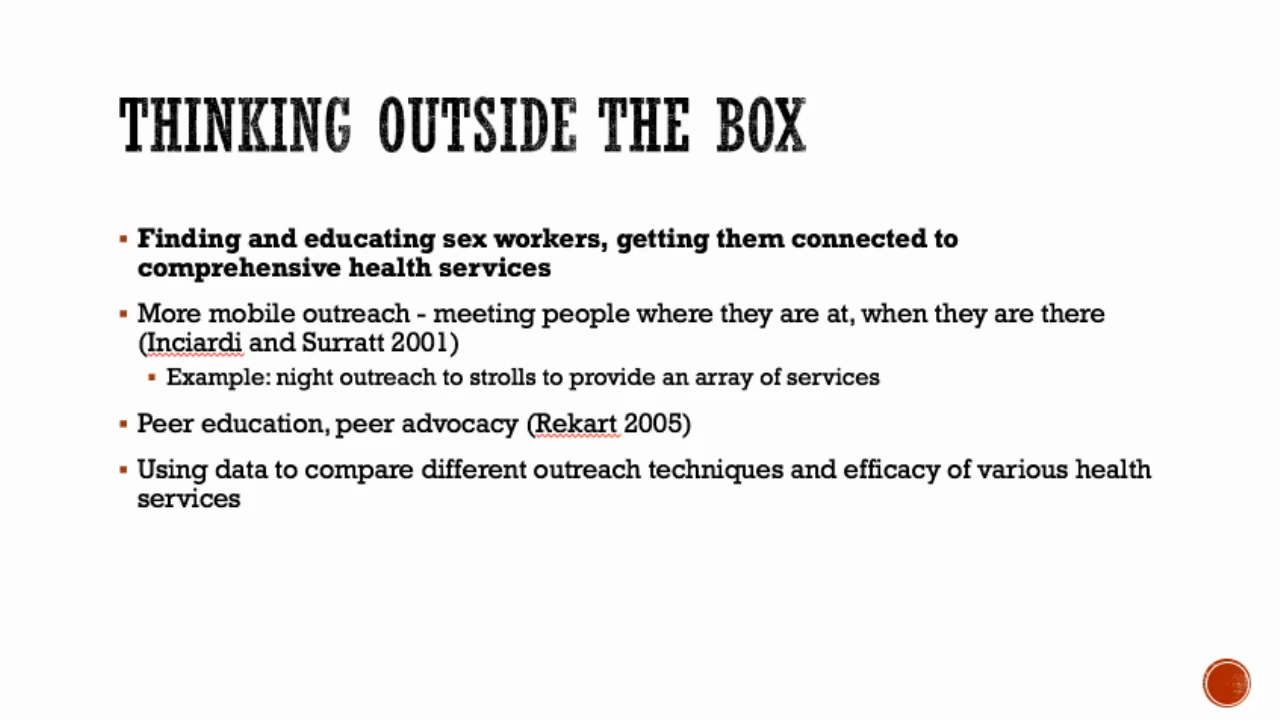 THINKING OUTSIDE THE BOX
Finding and educating sex workers, getting them connected to
comprehensive health services
More mobile outreach - meeting people where they are at, when they are there
(Inciardi and Surratt 2001)
Example: night outreach to strolls to provide an array of services
Peer education, peer advocacy (Rekart 2005)
Using data to compare different outreach techniques and efficacy of various health
services